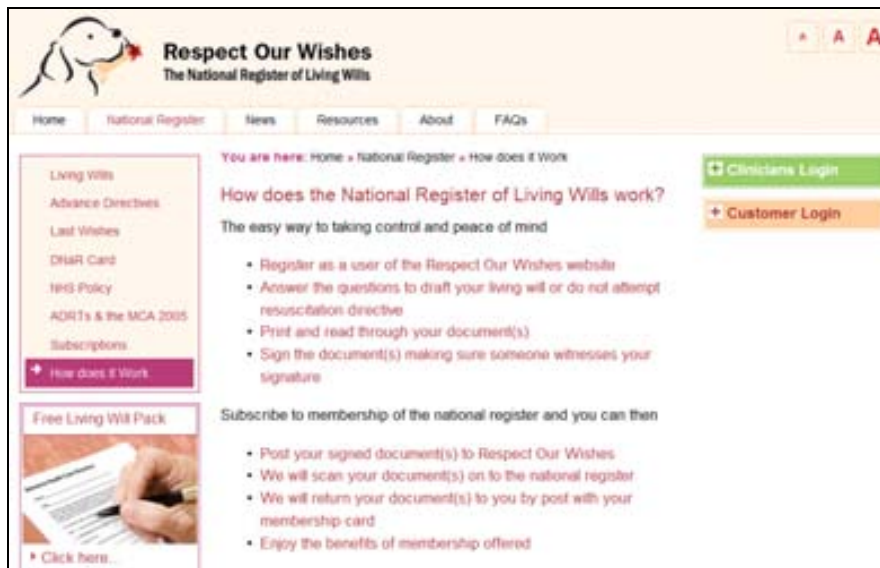 Respect Our Wishes
The National Register of Living Wills
A A A
Home National Register News Resources About FAQs
Living Wills
Advance Directives
Last Wishes
DNaR Card
NHS Policy
ADRTs & the MCA 2005
Subscriptions
How does it Work
Free Living Will Pack
Click here...
You are here: Home » National Register » How does it Work
How does the National Register of Living Wills work?
The easy way to taking control and peace of mind
• Register as a user of the Respect Our Wishes website
• Answer the questions to draft your living will or do not attempt
resuscitation directive
• Print and read through your document(s)
• Sign the document(s) making sure someone witnesses your
signature
Subscribe to membership of the national register and you can then
• Post your signed document(s) to Respect Our Wishes
• We will scan your document(s) on to the national register
• We will return your document(s) to you by post with your
membership card
• Enjoy the benefits of membership offered
Clinicians Login
Customer Login